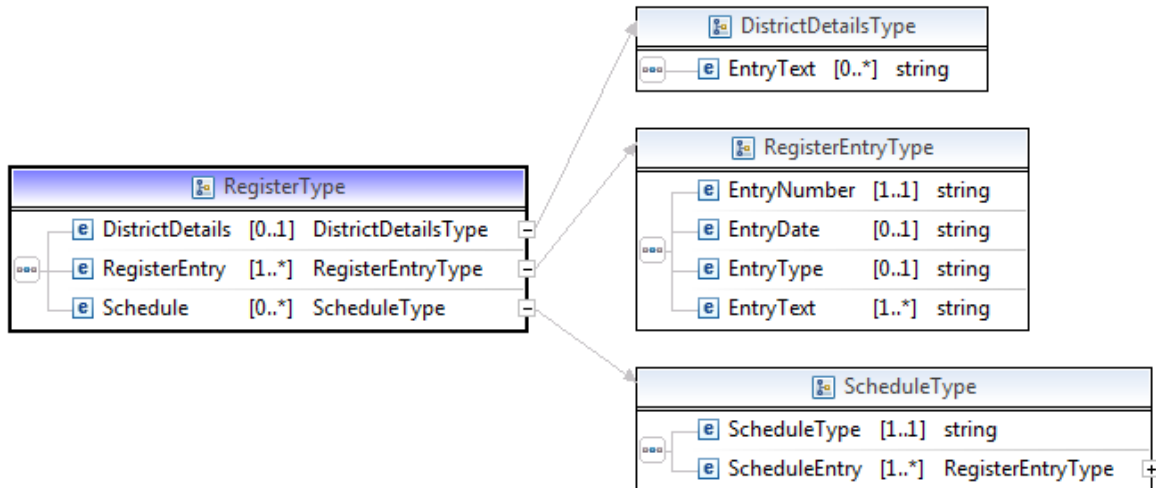 DistrictDetailsType
e EntryText [0..*] string
RegisterEntryType
e EntryNumber [1..1] string
e EntryDate [0..1] string
e EntryType [0..1] string
e EntryText [1..*] string
RegisterType
e DistrictDetails [0..1] DistrictDetailsType
e RegisterEntry [1..*] RegisterEntryType
e Schedule [0..*] ScheduleType
ScheduleType
e ScheduleType [1..1] string
e ScheduleEntry [1..*] RegisterEntryType